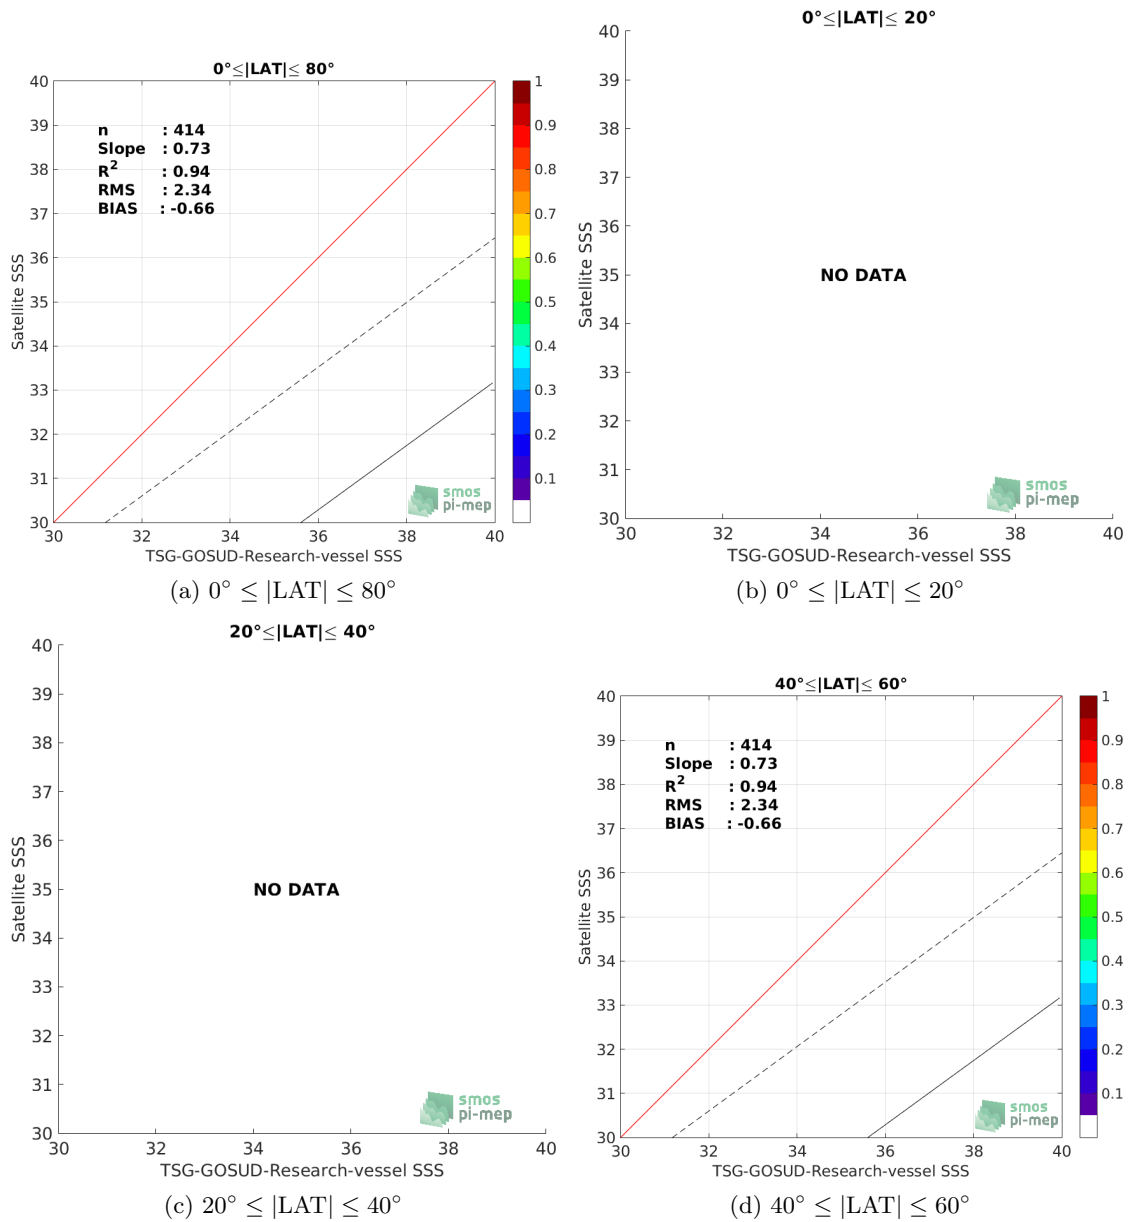 0°≤|LAT|≤ 80°
40
39
38
37
36
35
34
33
32
31
30
Satellite SSS
n : 414
Slope : 0.73
R² : 0.94
RMS : 2.34
BIAS : -0.66
smos
pi-mep
30 32 34 36 38 40
TSG-GOSUD-Research-vessel SSS
1
0.9
0.8
0.7
0.6
0.5
0.4
0.3
0.2
0.1
(a) 0° ≤ |LAT| ≤ 80°
0°≤|LAT|≤ 20°
40
39
38
37
36
35
34
33
32
31
30
Satellite SSS
NO DATA
smos
pi-mep
30 32 34 36 38 40
TSG-GOSUD-Research-vessel SSS
(b) 0° ≤ |LAT| ≤ 20°
20°≤|LAT|≤ 40°
40
39
38
37
36
35
34
33
32
31
30
Satellite SSS
NO DATA
smos
pi-mep
30 32 34 36 38 40
TSG-GOSUD-Research-vessel SSS
(c) 20° ≤ |LAT| ≤ 40°
40°≤|LAT|≤ 60°
40
39
38
37
36
35
34
33
32
31
30
Satellite SSS
n : 414
Slope : 0.73
R² : 0.94
RMS : 2.34
BIAS : -0.66
smos
pi-mep
30 32 34 36 38 40
TSG-GOSUD-Research-vessel SSS
1
0.9
0.8
0.7
0.6
0.5
0.4
0.3
0.2
0.1
(d) 40° ≤ |LAT| ≤ 60°